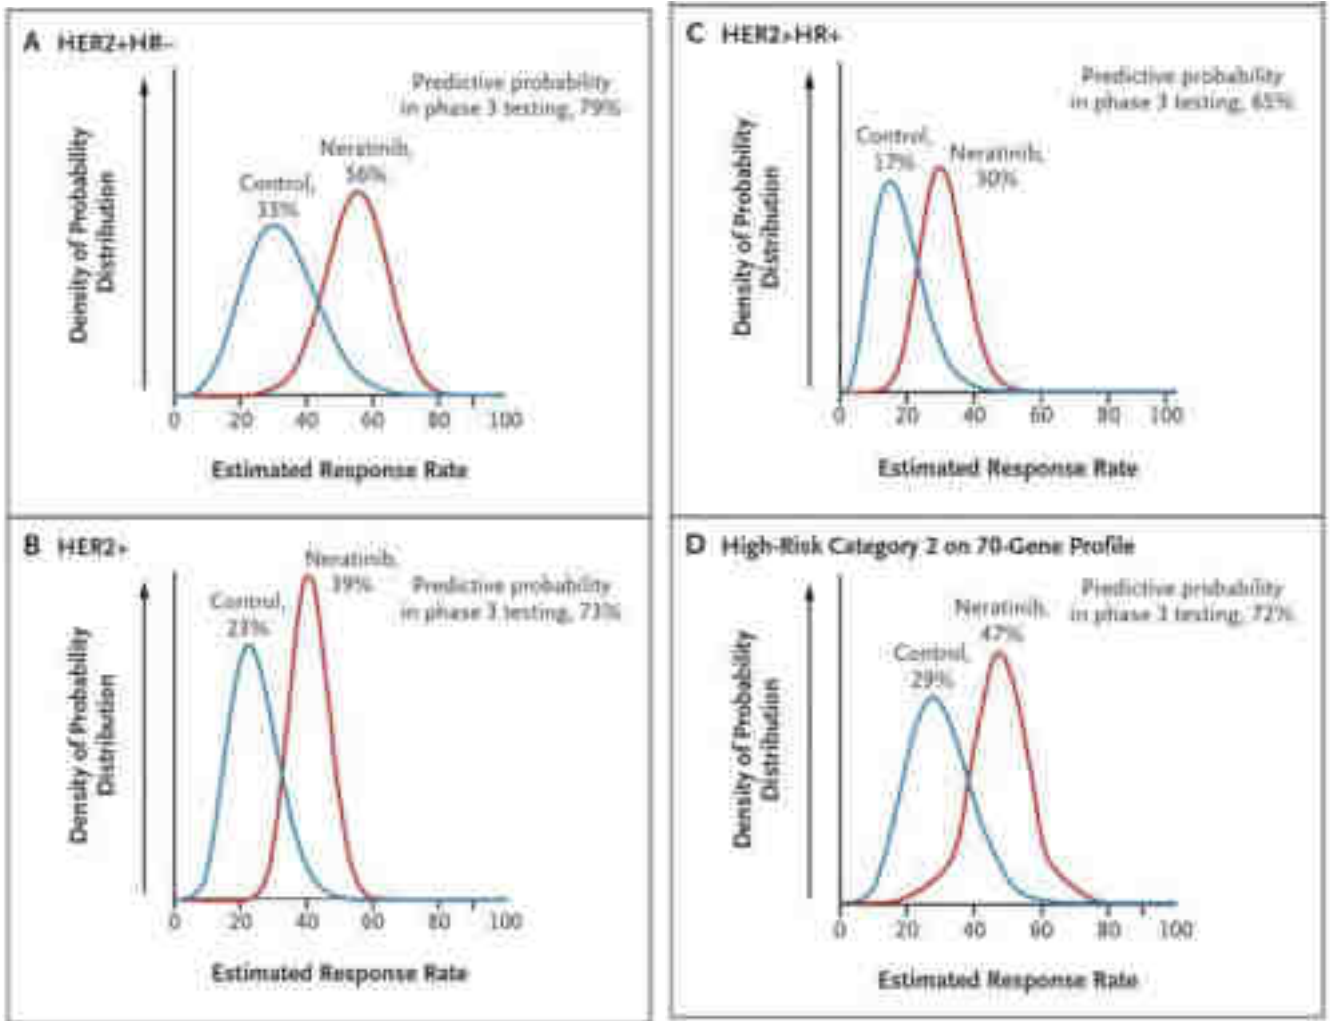 A HER2+HR–
Predictive probability
in phase 3 testing, 79%
Neratinib,
56%
Control,
33%
Density of Probability
Distribution
0 20 40 60 80 100
Estimated Response Rate
B HER2+
Neratinib,
39%
Predictive probability
in phase 3 testing, 73%
Control,
23%
Density of Probability
Distribution
0 20 40 60 80 100
Estimated Response Rate
C HER2+HR+
Predictive probability
in phase 3 testing, 65%
Control,
17%
Neratinib,
30%
Density of Probability
Distribution
0 20 40 60 80 100
Estimated Response Rate
D High-Risk Category 2 on 70-Gene Profile
Predictive probability
in phase 3 testing, 72%
Neratinib,
47%
Control,
29%
Density of Probability
Distribution
0 20 40 60 80 100
Estimated Response Rate